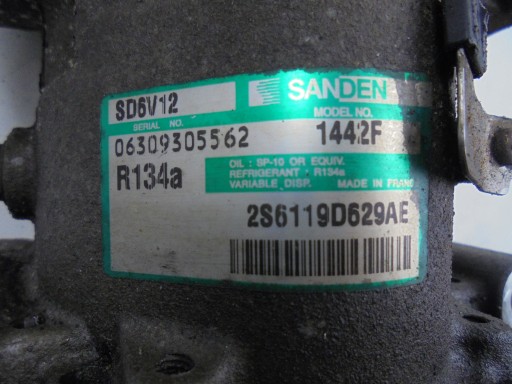 SANDEN
SD6V12
SERIAL NO.
MODEL NO.
06309305562
1442F
R134a
OIL : SP-10 OR EQUIV.
REFRIGERANT : R134a
VARIABLE DISP. MADE IN FRANC
2S6119D629AE